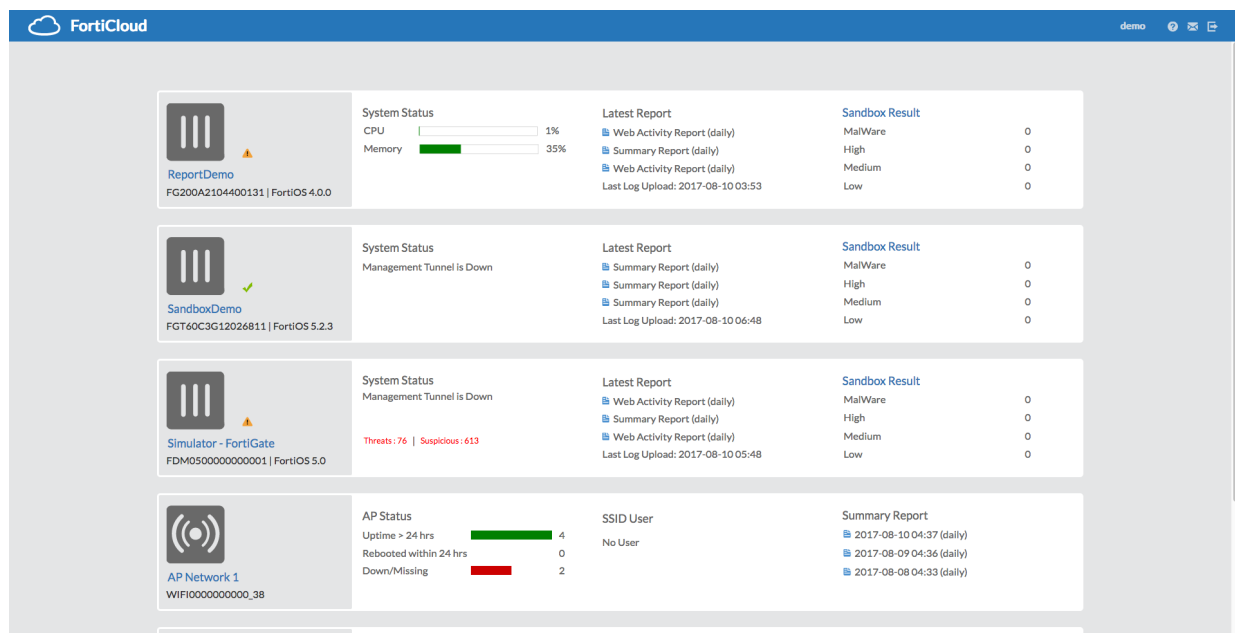 FortiCloud
demo
ReportDemo
FG200A2104400131 | FortiOS 4.0.0
System Status
CPU 1%
Memory 35%
Latest Report
Web Activity Report (daily)
Summary Report (daily)
Web Activity Report (daily)
Last Log Upload: 2017-08-10 03:53
Sandbox Result
MalWare 0
High 0
Medium 0
Low 0
SandboxDemo
FGT60C3G12026811 | FortiOS 5.2.3
System Status
Management Tunnel is Down
Latest Report
Summary Report (daily)
Summary Report (daily)
Summary Report (daily)
Last Log Upload: 2017-08-10 06:48
Sandbox Result
MalWare 0
High 0
Medium 0
Low 0
Simulator - FortiGate
FDM0500000000001 | FortiOS 5.0
System Status
Management Tunnel is Down
Threats : 76 | Suspicious : 613
Latest Report
Web Activity Report (daily)
Summary Report (daily)
Web Activity Report (daily)
Last Log Upload: 2017-08-10 05:48
Sandbox Result
MalWare 0
High 0
Medium 0
Low 0
AP Network 1
WIFI0000000000_38
AP Status
Uptime > 24 hrs 4
Rebooted within 24 hrs 0
Down/Missing 2
SSID User
No User
Summary Report
2017-08-10 04:37 (daily)
2017-08-09 04:36 (daily)
2017-08-08 04:33 (daily)